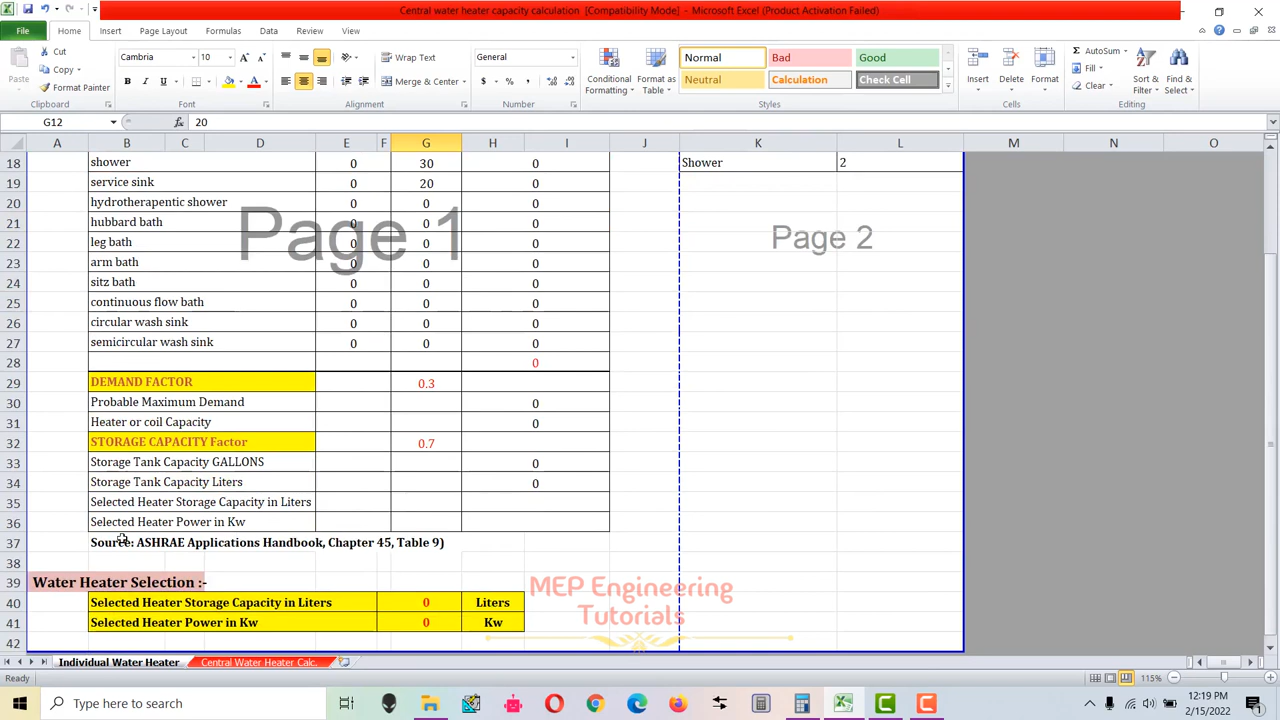 Central water heater capacity calculation [Compatibility Mode] - Microsoft Excel (Product Activation Failed)
File Home Insert Page Layout Formulas Data Review View
Paste Cut Copy Format Painter Clipboard
Cambria 10 B I U A Font
Wrap Text Merge & Center Alignment
General $ % , Number
Conditional Formatting Format as Table
Normal Bad Good
Neutral Calculation Check Cell
Styles
Insert Delete Format Cells
AutoSum Fill Clear Sort & Filter Find & Select Editing
G12 fx 20
A B C D E F G H I J K L M N O
18 shower 0 30 0 Shower 2
19 service sink 0 20 0
20 hydrotherapentic shower 0 0 0
21 hubbard bath 0 0 0
22 leg bath 0 0 0
23 arm bath 0 0 0
24 sitz bath 0 0 0
25 continuous flow bath 0 0 0
26 circular wash sink 0 0 0
27 semicircular wash sink 0 0 0
28 0
29 DEMAND FACTOR 0.3
30 Probable Maximum Demand 0
31 Heater or coil Capacity 0
32 STORAGE CAPACITY Factor 0.7
33 Storage Tank Capacity GALLONS 0
34 Storage Tank Capacity Liters 0
35 Selected Heater Storage Capacity in Liters
36 Selected Heater Power in Kw
37 Source: ASHRAE Applications Handbook, Chapter 45, Table 9)
38
39 Water Heater Selection :-
40 Selected Heater Storage Capacity in Liters 0 Liters
41 Selected Heater Power in Kw 0 Kw
42
Page 1
Page 2
MEP Engineering
Tutorials
Individual Water Heater Central Water Heater Calc.
Ready 115%
Type here to search
12:19 PM
2/15/2022